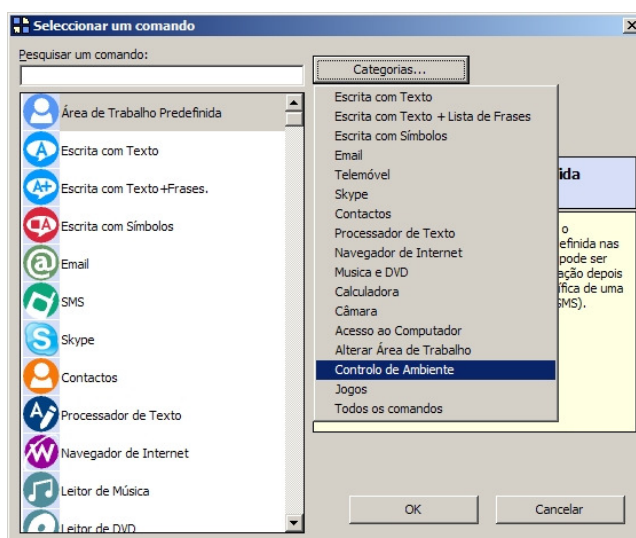 Seleccionar um comando
Pesquisar um comando:
Categorias...
Área de Trabalho Predefinida
Escrita com Texto
Escrita com Texto+Frases.
Escrita com Símbolos
Email
SMS
Skype
Contactos
Processador de Texto
Navegador de Internet
Leitor de Música
Leitor de DVD
Escrita com Texto
Escrita com Texto + Lista de Frases
Escrita com Símbolos
Email
Telemóvel
Skype
Contactos
Processador de Texto
Navegador de Internet
Musica e DVD
Calculadora
Câmara
Acesso ao Computador
Alterar Área de Trabalho
Controlo de Ambiente
Jogos
Todos os comandos
ida
o
efinida nas
pode ser
ação depois
ífica de uma
SMS).
OK
Cancelar